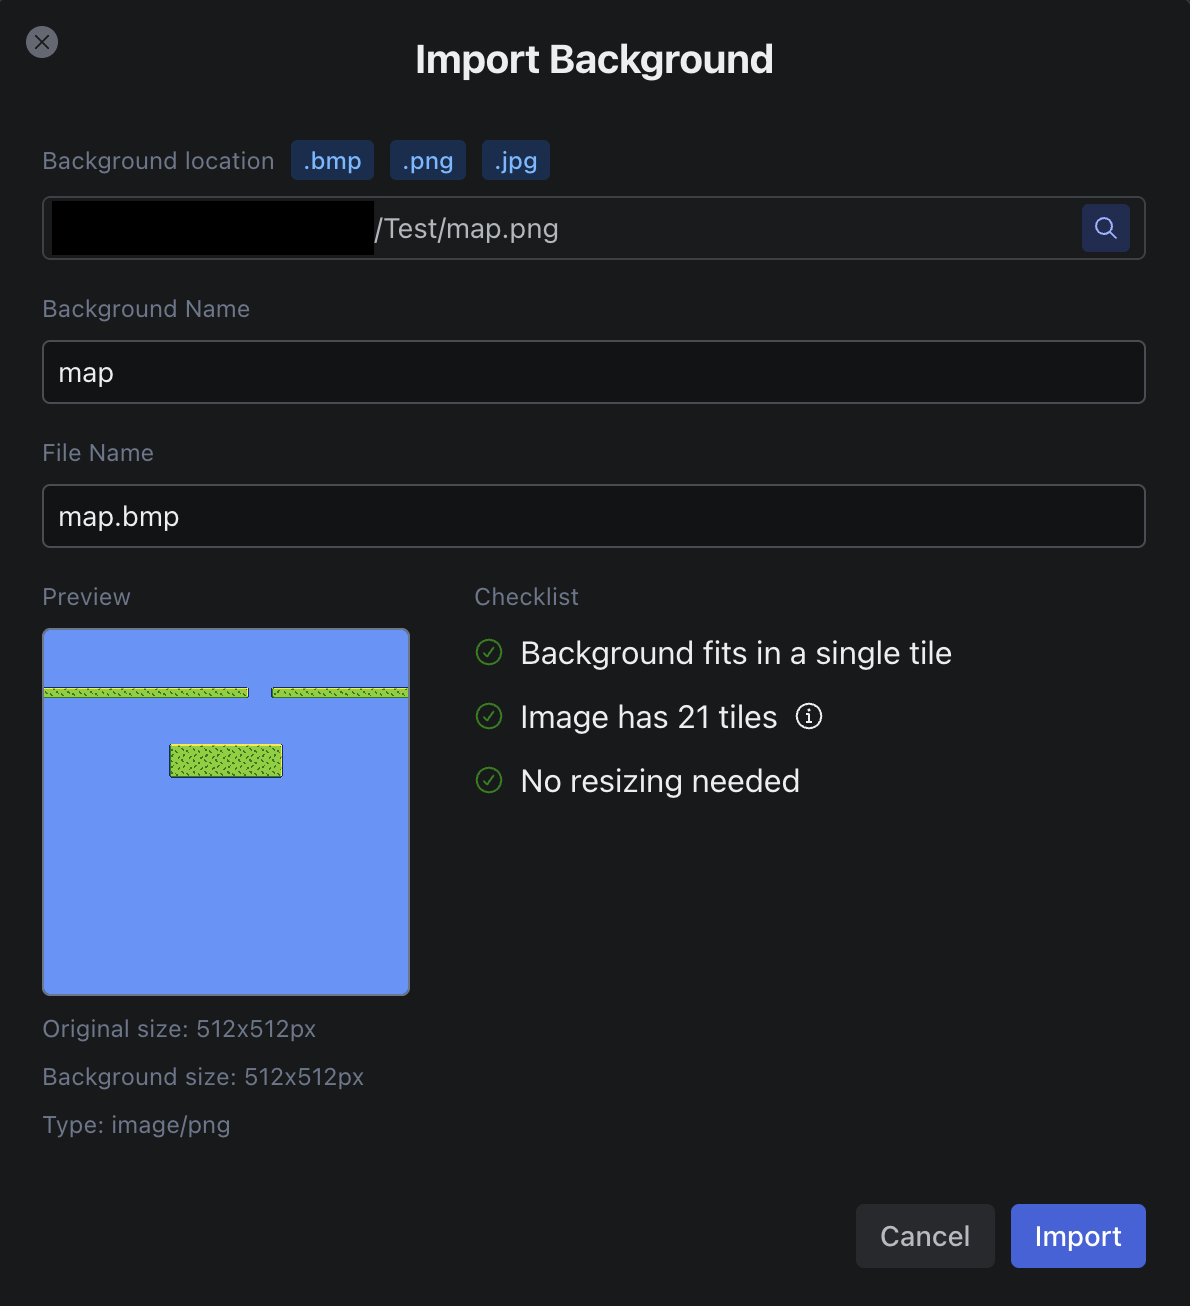 Import Background
Background location .bmp .png .jpg
/Test/map.png
Background Name
map
File Name
map.bmp
Preview
Checklist
Background fits in a single tile
Image has 21 tiles
No resizing needed
Original size: 512x512px
Background size: 512x512px
Type: image/png
Cancel
Import